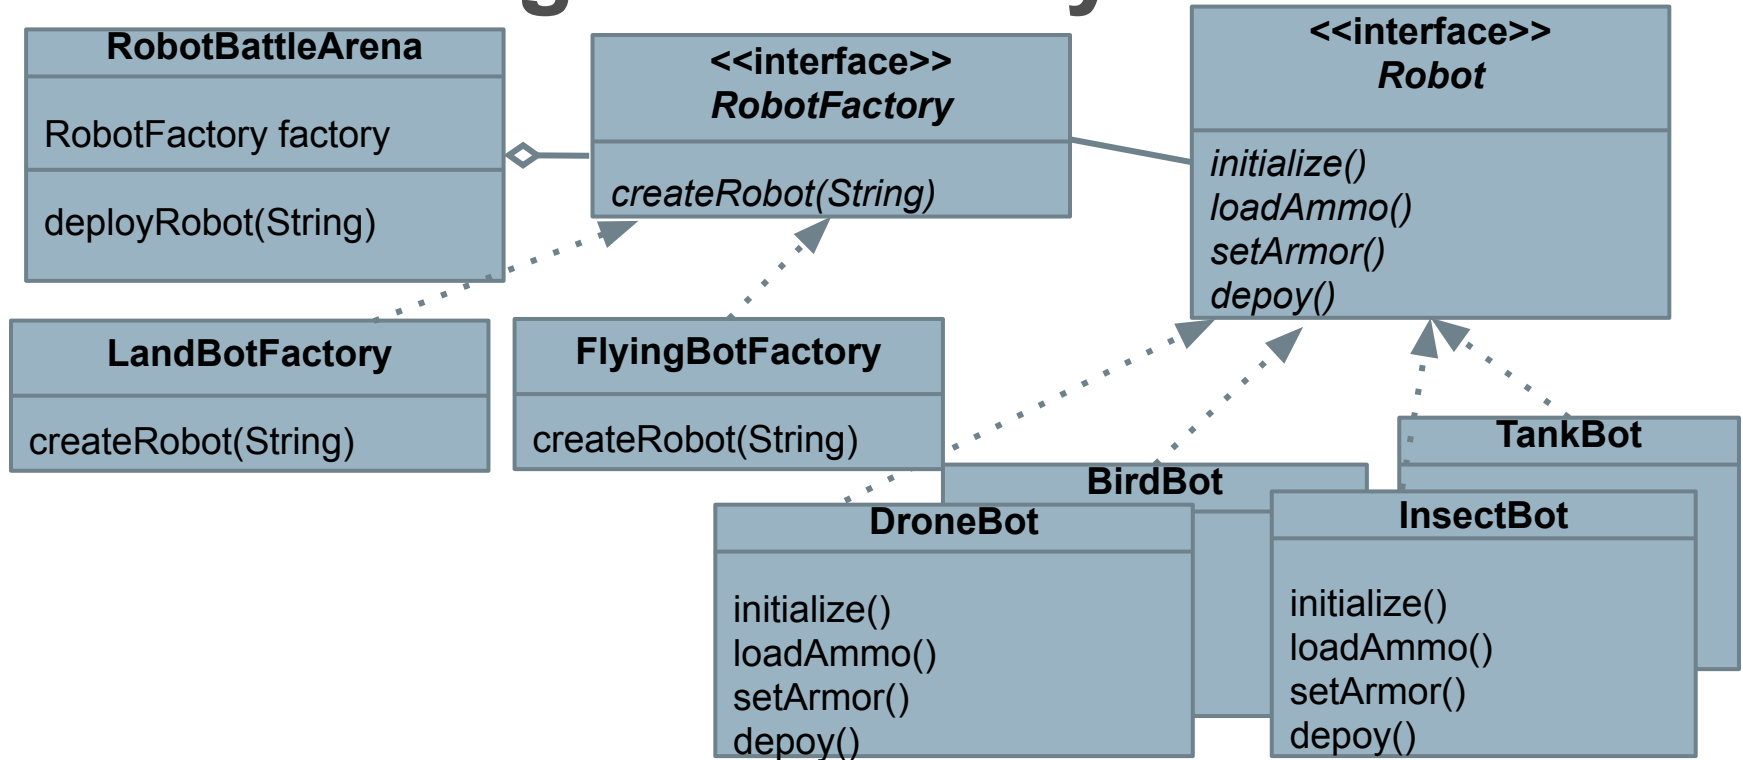 RobotBattleArena
RobotFactory factory
deployRobot(String)
<<interface>>
RobotFactory
createRobot(String)
<<interface>>
Robot
initialize()
loadAmmo()
setArmor()
depoy()
LandBotFactory
createRobot(String)
FlyingBotFactory
createRobot(String)
BirdBot
TankBot
DroneBot
initialize()
loadAmmo()
setArmor()
depoy()
InsectBot
initialize()
loadAmmo()
setArmor()
depoy()